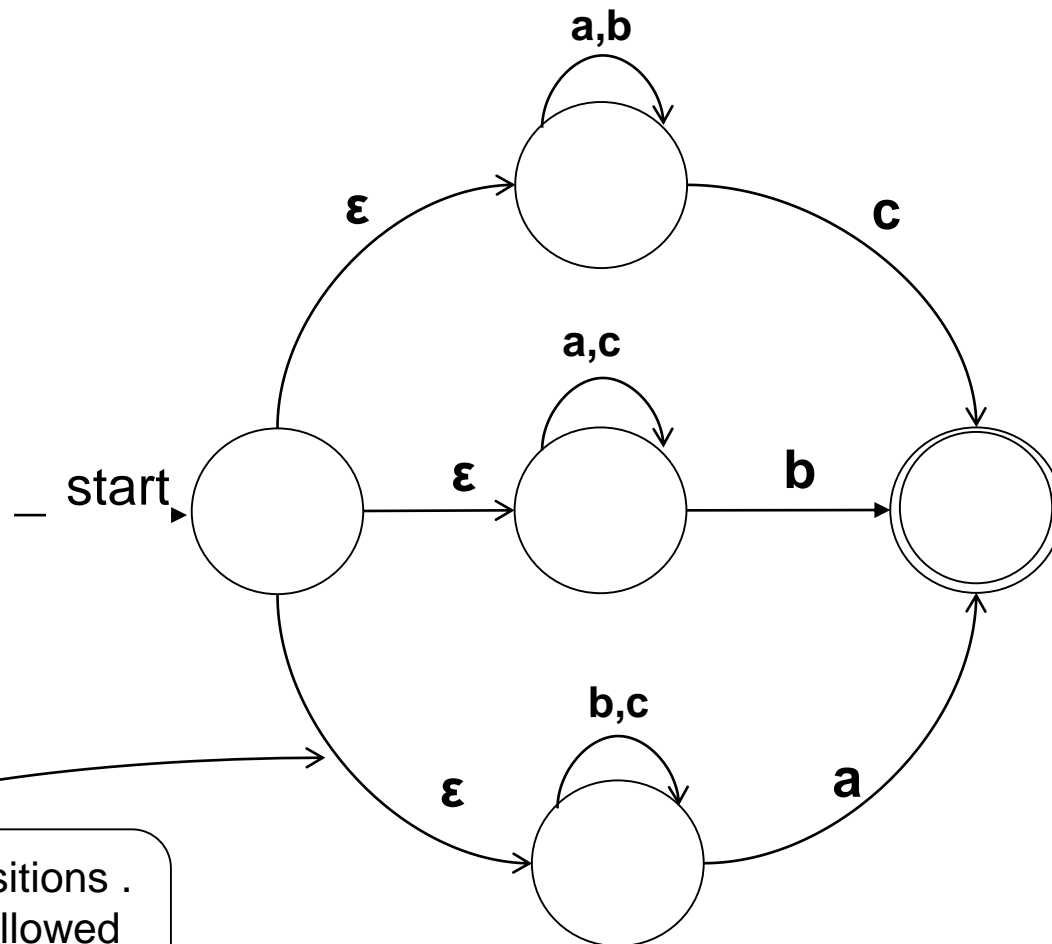 a,b
ε
c
a,c
start
ε
b
b,c
ε
a
sitions .
llowed